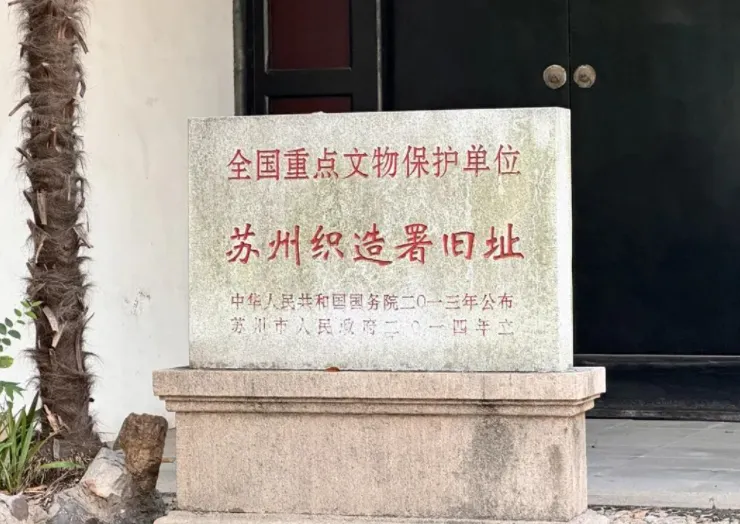 全国重点文物保护单位
苏州织造署旧址
中华人民共和国国务院二〇一三年公布
苏州市人民政府二〇一四年立